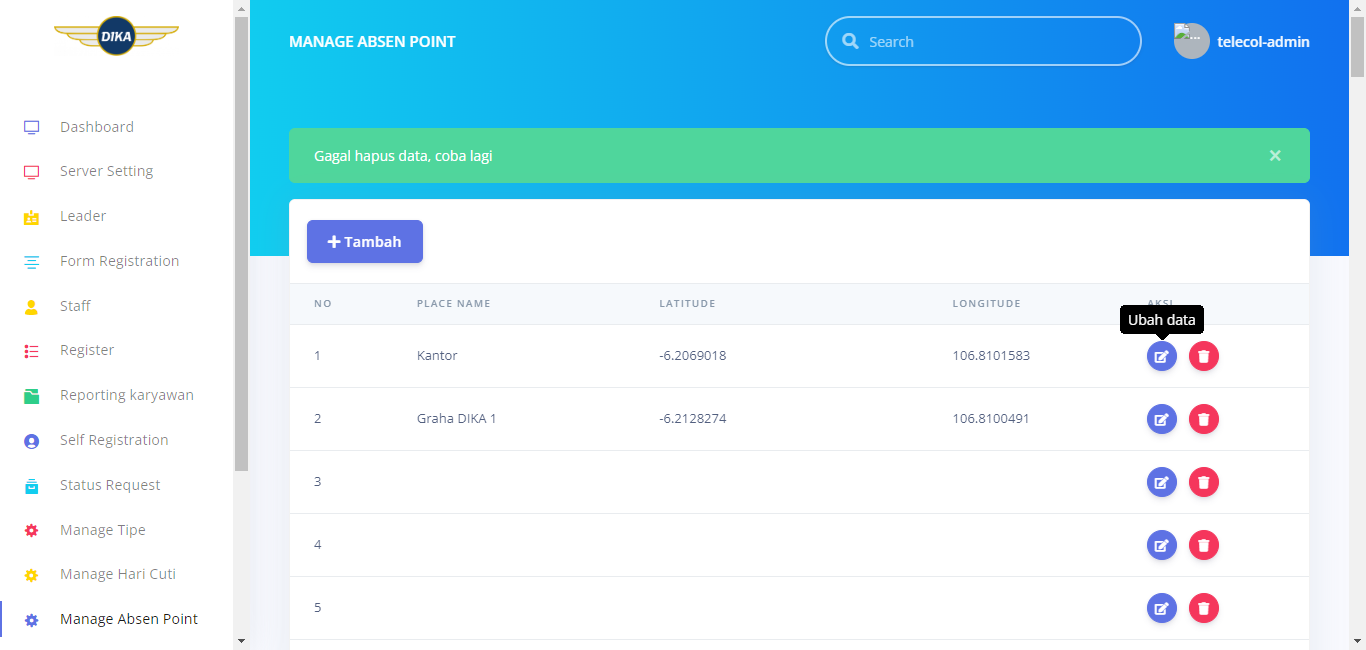 DIKA
MANAGE ABSEN POINT
Search
...
telecol-admin
Dashboard
Server Setting
Leader
Form Registration
Staff
Register
Reporting karyawan
Self Registration
Status Request
Manage Tipe
Manage Hari Cuti
Manage Absen Point
Gagal hapus data, coba lagi ×
+ Tambah
NO PLACE NAME LATITUDE LONGITUDE AKSI
Ubah data
1 Kantor -6.2069018 106.8101583
2 Graha DIKA 1 -6.2128274 106.8100491
3
4
5